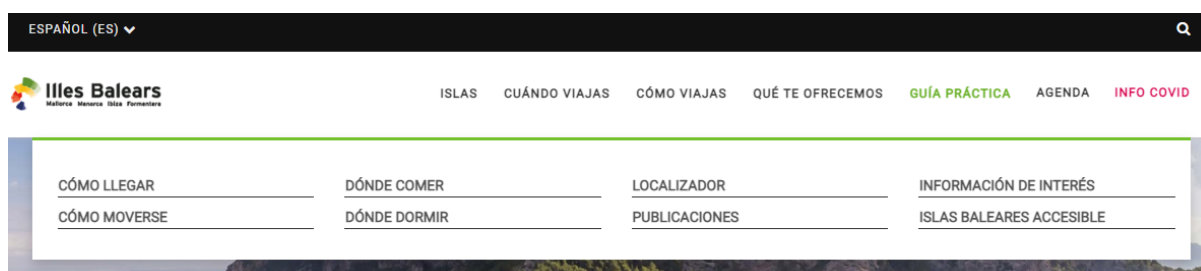 ESPAÑOL (ES)
Illes Balears
Mallorca Menorca Ibiza Formentera
ISLAS CUÁNDO VIAJAS CÓMO VIAJAS QUÉ TE OFRECEMOS GUÍA PRÁCTICA AGENDA INFO COVID
CÓMO LLEGAR DÓNDE COMER LOCALIZADOR INFORMACIÓN DE INTERÉS
CÓMO MOVERSE DÓNDE DORMIR PUBLICACIONES ISLAS BALEARES ACCESIBLE